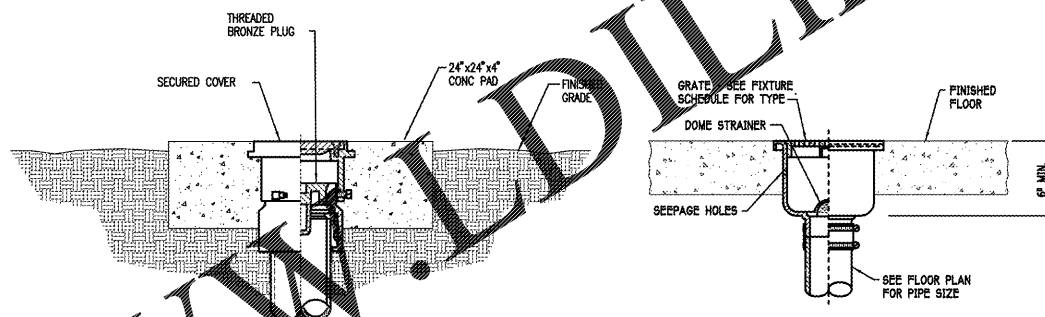 THREADED
BRONZE PLUG
SECURED COVER
24"x24"x4"
CONC PAD
FINISHED
GRADE
GRATE - SEE FIXTURE
SCHEDULE FOR TYPE
DOME STRAINER
FINISHED
FLOOR
SEEPAGE HOLES
6" MIN.
SEE FLOOR PLAN
FOR PIPE SIZE